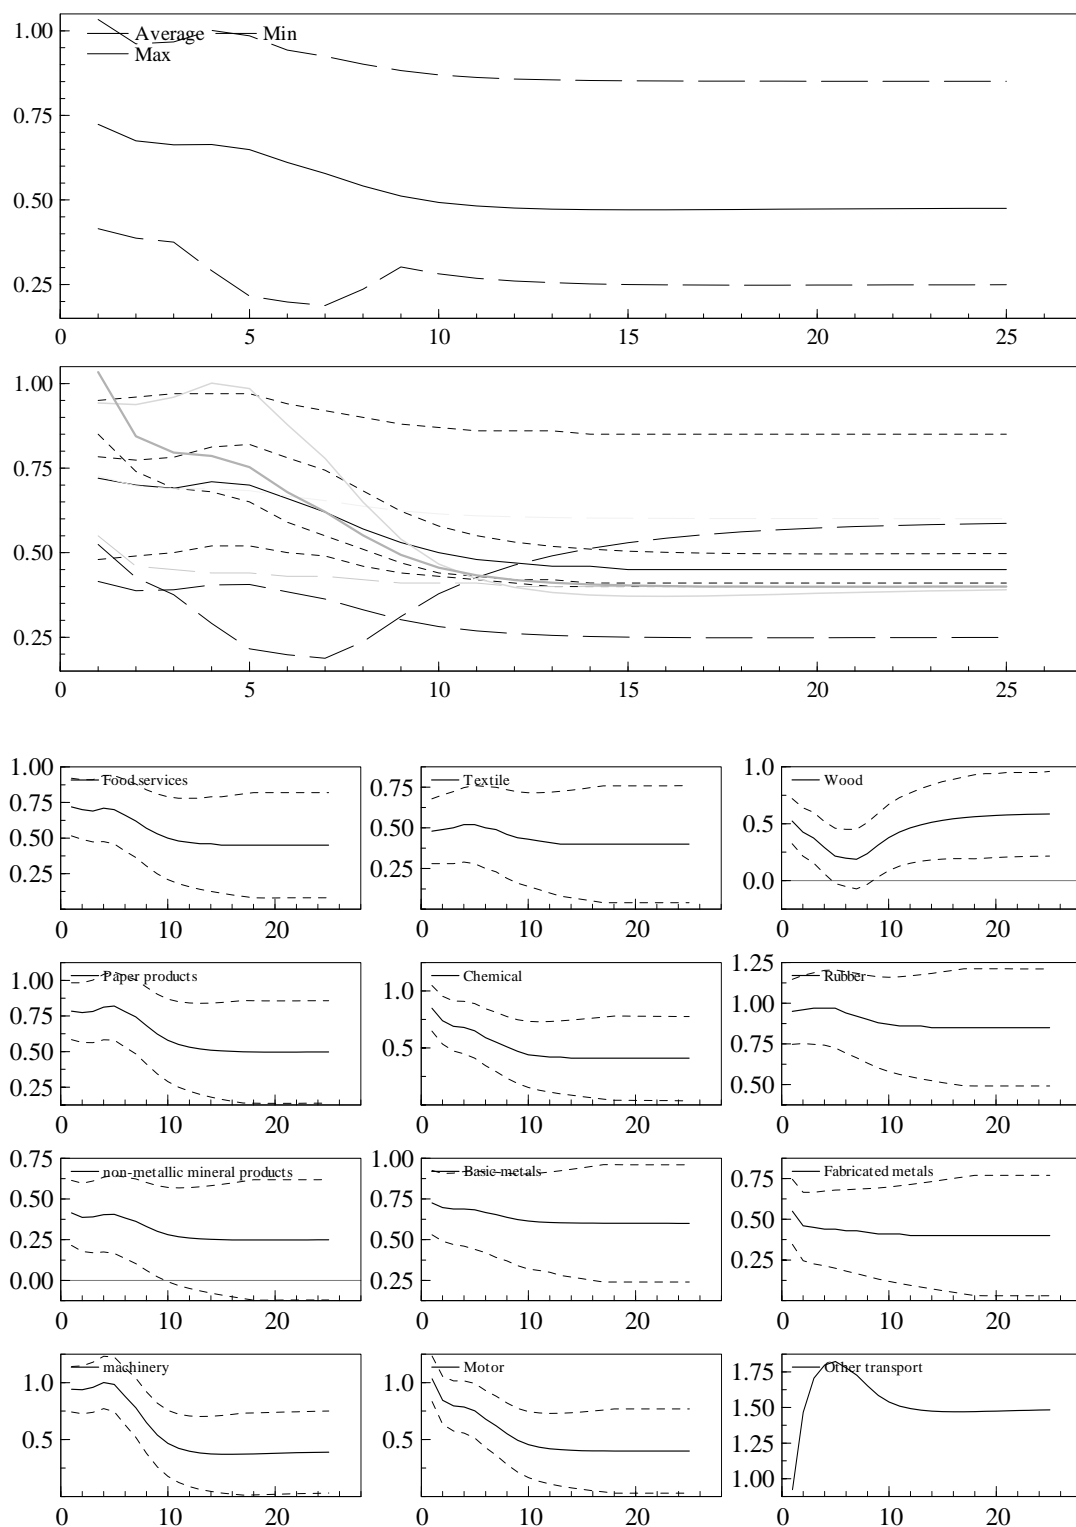 1.00
Average Min
Max
0.75
0.50
0.25
0 5 10 15 20 25
1.00
0.75
0.50
0.25
0 5 10 15 20 25
1.00 Food services
0.75
0.50
0.25
0 10 20
0.75 Textile
0.50
0.25
0 10 20
1.0 Wood
0.5
0.0
0 10 20
1.00 Paper products
0.75
0.50
0.25
0 10 20
Chemical
1.0
0.5
0 10 20
1.25 Rubber
1.00
0.75
0.50
0 10 20
0.75 non-metallic mineral products
0.50
0.25
0.00
0 10 20
1.00 Basic metals
0.75
0.50
0.25
0 10 20
Fabricated metals
0.75
0.50
0.25
0 10 20
machinery
1.0
0.5
0 10 20
Motor
1.0
0.5
0 10 20
Other transport
1.75
1.50
1.25
1.00
0 10 20